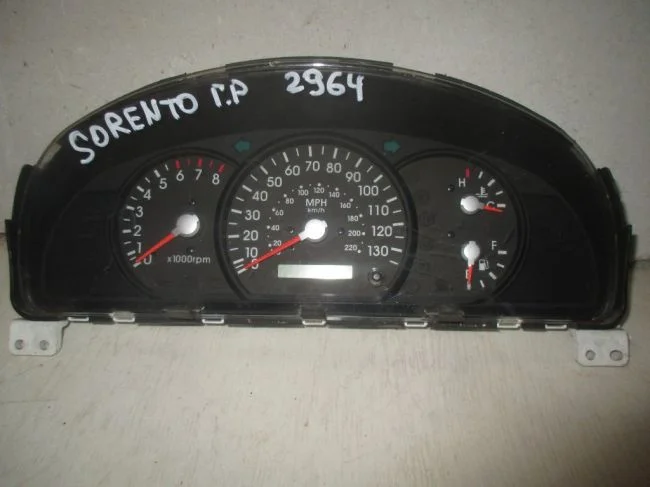 SORENTO Г.Р 2964
0 1 2 3 4 5 6 7 8
x1000rpm
0 10 20 30 40 50 60 70 80 90 100 110 120 130
20 40 60 80 100 120 140 160 180 200 220
MPH
km/h
H
C
F